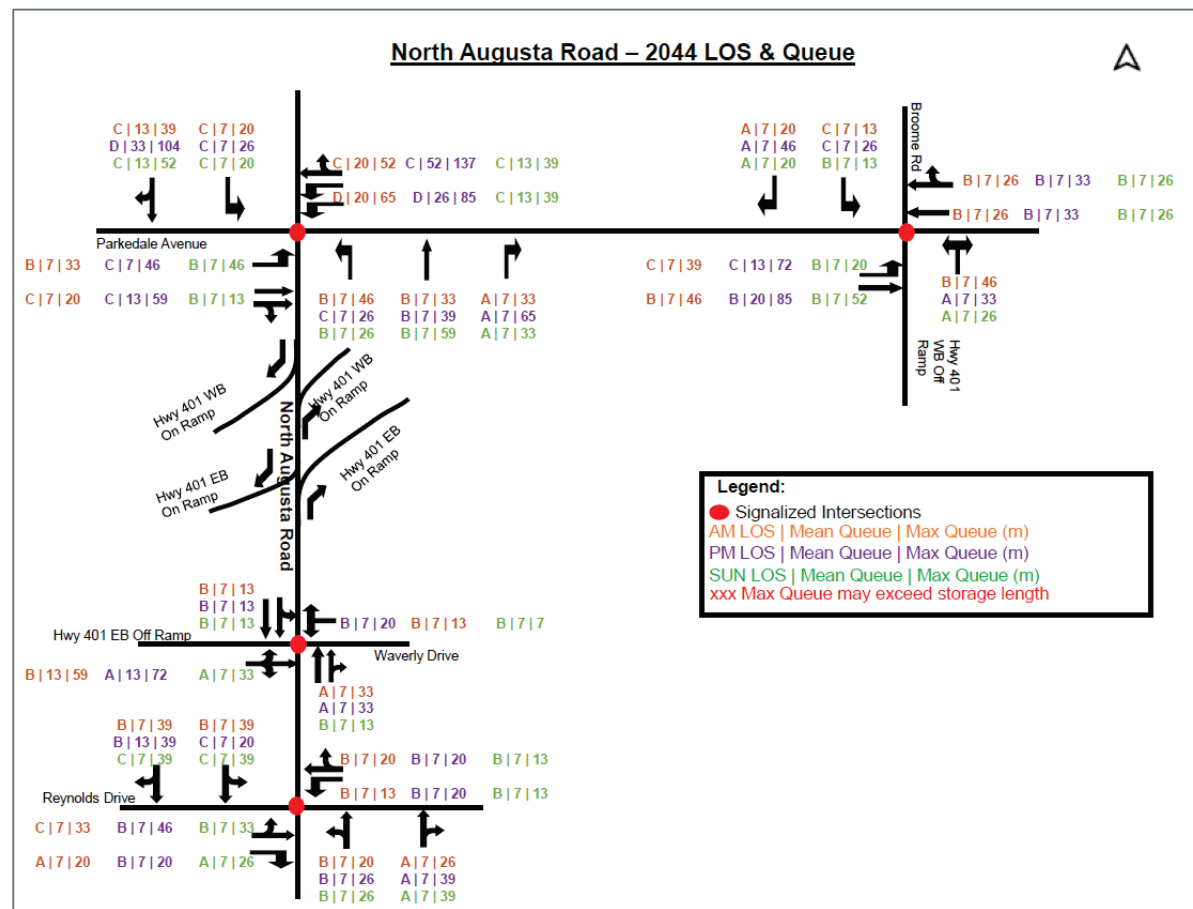 North Augusta Road – 2044 LOS & Queue
C | 13 | 39 C | 7 | 20
D | 33 | 104 C | 7 | 26
C | 13 | 52 C | 7 | 20
C | 20 | 52 C | 52 | 137 C | 13 | 39
D | 20 | 65 D | 26 | 85 C | 13 | 39
Parkedale Avenue
B | 7 | 33 C | 7 | 46 B | 7 | 46
C | 7 | 20 C | 13 | 59 B | 7 | 13
B | 7 | 46 B | 7 | 33 A | 7 | 33
C | 7 | 26 B | 7 | 39 A | 7 | 65
B | 7 | 26 B | 7 | 59 A | 7 | 33
A | 7 | 20 C | 7 | 13
A | 7 | 46 C | 7 | 26
A | 7 | 20 B | 7 | 13
Broome Rd
B | 7 | 26 B | 7 | 33 B | 7 | 26
B | 7 | 26 B | 7 | 33 B | 7 | 26
C | 7 | 39 C | 13 | 72 B | 7 | 20
B | 7 | 46 B | 20 | 85 B | 7 | 52
B | 7 | 46
A | 7 | 33
A | 7 | 26
Hwy 401
WB Off
Ramp
Hwy 401 WB
On Ramp
Hwy 401 WB
On Ramp
North Augusta Road
Hwy 401 EB
On Ramp
Hwy 401 EB
On Ramp
Legend:
Signalized Intersections
AM LOS | Mean Queue | Max Queue (m)
PM LOS | Mean Queue | Max Queue (m)
SUN LOS | Mean Queue | Max Queue (m)
xxx Max Queue may exceed storage length
B | 7 | 13
B | 7 | 13
B | 7 | 13
B | 7 | 20 B | 7 | 13 B | 7 | 7
Hwy 401 EB Off Ramp
Waverly Drive
B | 13 | 59 A | 13 | 72 A | 7 | 33
A | 7 | 33
A | 7 | 33
B | 7 | 13
B | 7 | 39 B | 7 | 39
B | 13 | 39 C | 7 | 20
C | 7 | 39 C | 7 | 39
B | 7 | 20 B | 7 | 20 B | 7 | 13
B | 7 | 13 B | 7 | 20 B | 7 | 13
Reynolds Drive
C | 7 | 33 B | 7 | 46 B | 7 | 33
A | 7 | 20 B | 7 | 20 A | 7 | 26
B | 7 | 20 A | 7 | 26
B | 7 | 26 A | 7 | 39
B | 7 | 26 A | 7 | 39